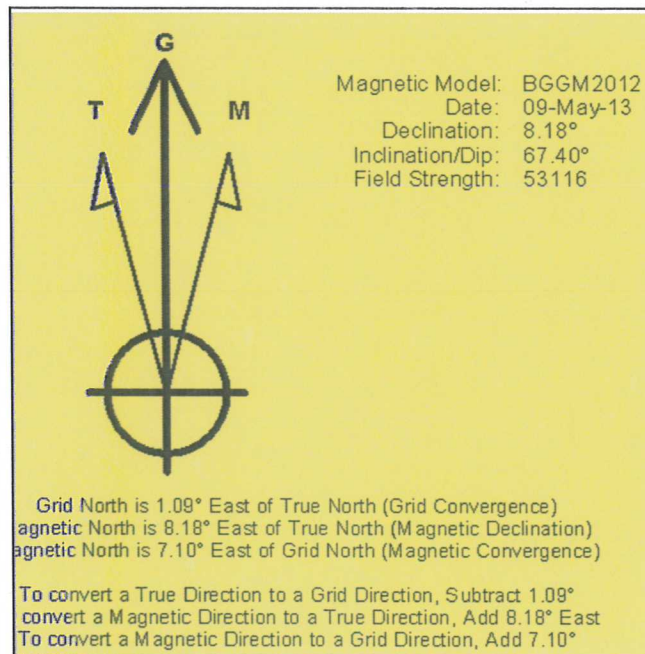 G
T
M
Magnetic Model: BGGM2012
Date: 09-May-13
Declination: 8.18°
Inclination/Dip: 67.40°
Field Strength: 53116
Grid North is 1.09° East of True North (Grid Convergence)
agnetic North is 8.18° East of True North (Magnetic Declination)
agnetic North is 7.10° East of Grid North (Magnetic Convergence)
To convert a True Direction to a Grid Direction, Subtract 1.09°
convert a Magnetic Direction to a True Direction, Add 8.18° East
To convert a Magnetic Direction to a Grid Direction, Add 7.10°